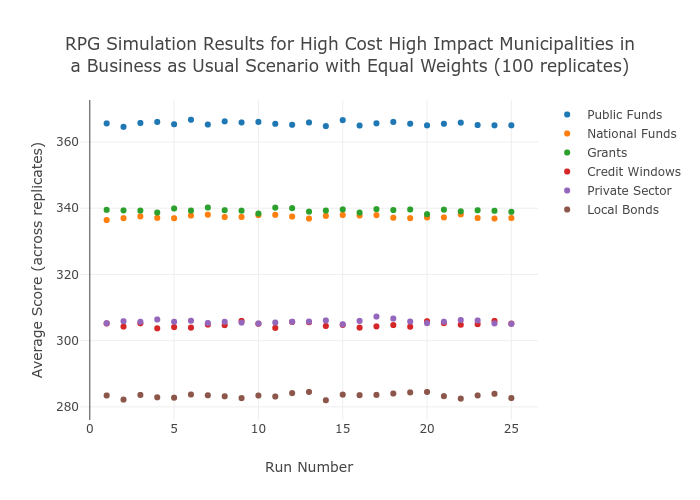 RPG Simulation Results for High Cost High Impact Municipalities in
a Business as Usual Scenario with Equal Weights (100 replicates)
Public Funds
National Funds
Grants
Credit Windows
Private Sector
Local Bonds
Average Score (across replicates)
360
340
320
300
280
0
5
10
15
20
25
Run Number